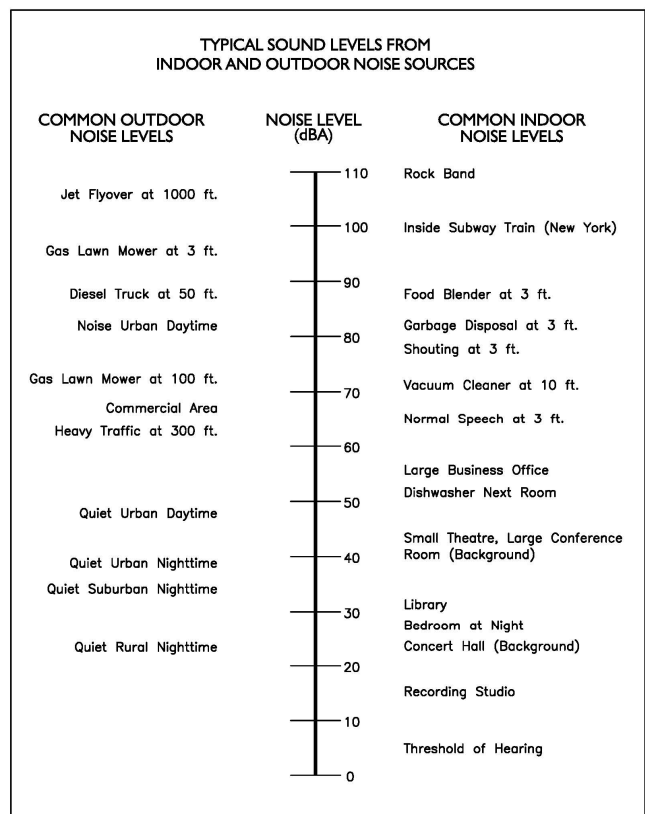 TYPICAL SOUND LEVELS FROM
INDOOR AND OUTDOOR NOISE SOURCES
COMMON OUTDOOR
NOISE LEVELS
NOISE LEVEL
(dBA)
COMMON INDOOR
NOISE LEVELS
110
Rock Band
Jet Flyover at 1000 ft.
100
Inside Subway Train (New York)
Gas Lawn Mower at 3 ft.
90
Diesel Truck at 50 ft.
Food Blender at 3 ft.
Noise Urban Daytime
Garbage Disposal at 3 ft.
80
Shouting at 3 ft.
Gas Lawn Mower at 100 ft.
Vacuum Cleaner at 10 ft.
70
Commercial Area
Normal Speech at 3 ft.
Heavy Traffic at 300 ft.
60
Large Business Office
Dishwasher Next Room
50
Quiet Urban Daytime
Small Theatre, Large Conference
Room (Background)
40
Quiet Urban Nighttime
Quiet Suburban Nighttime
Library
30
Bedroom at Night
Quiet Rural Nighttime
Concert Hall (Background)
20
Recording Studio
10
Threshold of Hearing
0